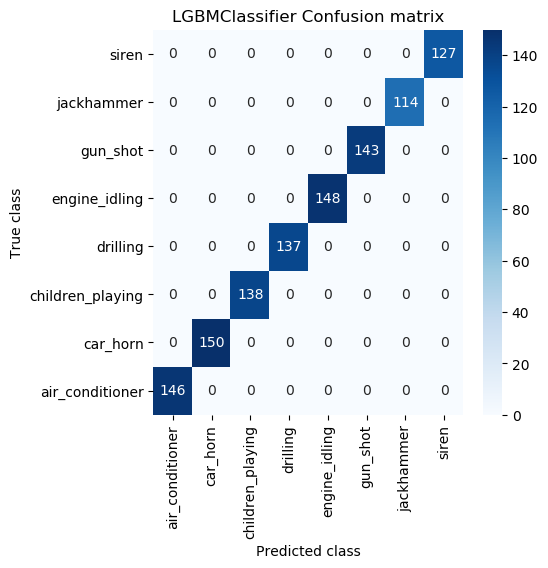 LGBMClassifier Confusion matrix
siren 0 0 0 0 0 0 0 127
jackhammer 0 0 0 0 0 0 114 0
gun_shot 0 0 0 0 0 143 0 0
engine_idling 0 0 0 0 148 0 0 0
drilling 0 0 0 137 0 0 0 0
children_playing 0 0 138 0 0 0 0 0
car_horn 0 150 0 0 0 0 0 0
air_conditioner 146 0 0 0 0 0 0 0
True class
air_conditioner
car_horn
children_playing
drilling
engine_idling
gun_shot
jackhammer
siren
Predicted class
140
120
100
80
60
40
20
0